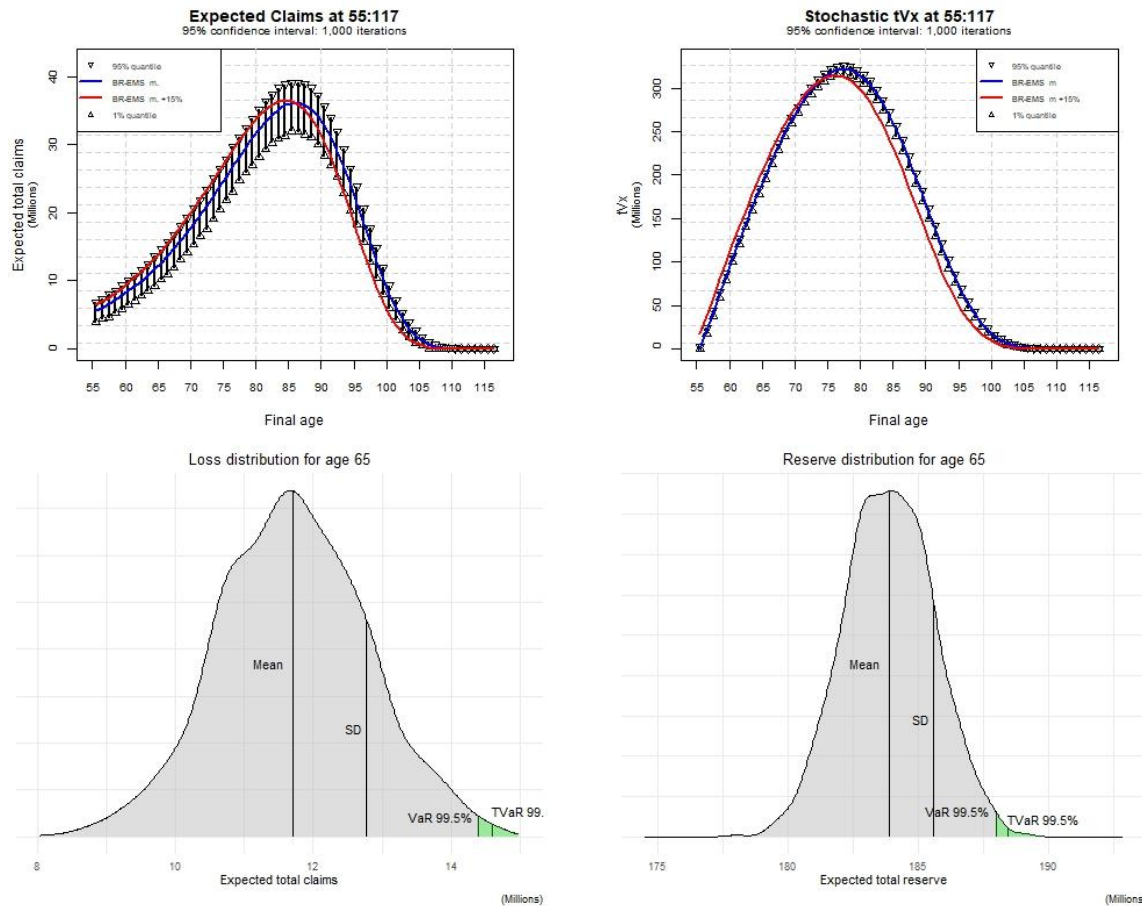 Expected Claims at 55:117
95% confidence interval: 1,000 iterations
95% quantile
BR-EMS m.
BR-EMS m. +15%
1% quantile
Expected total claims
(Millions)
0
10
20
30
40
55 60 65 70 75 80 85 90 95 100 105 110 115
Final age
Stochastic tVx at 55:117
95% confidence interval: 1,000 iterations
95% quantile
BR-EMS m
BR-EMS m +15%
1% quantile
tVx
(Millions)
0
50
100
150
200
250
300
55 60 65 70 75 80 85 90 95 100 105 110 115
Final age
Loss distribution for age 65
Mean
SD
VaR 99.5%
TVaR 99.
8 10 12 14
Expected total claims
(Millions)
Reserve distribution for age 65
Mean
SD
VaR 99.5%
TVaR 99.5%
175 180 185 190
Expected total reserve
(Millions